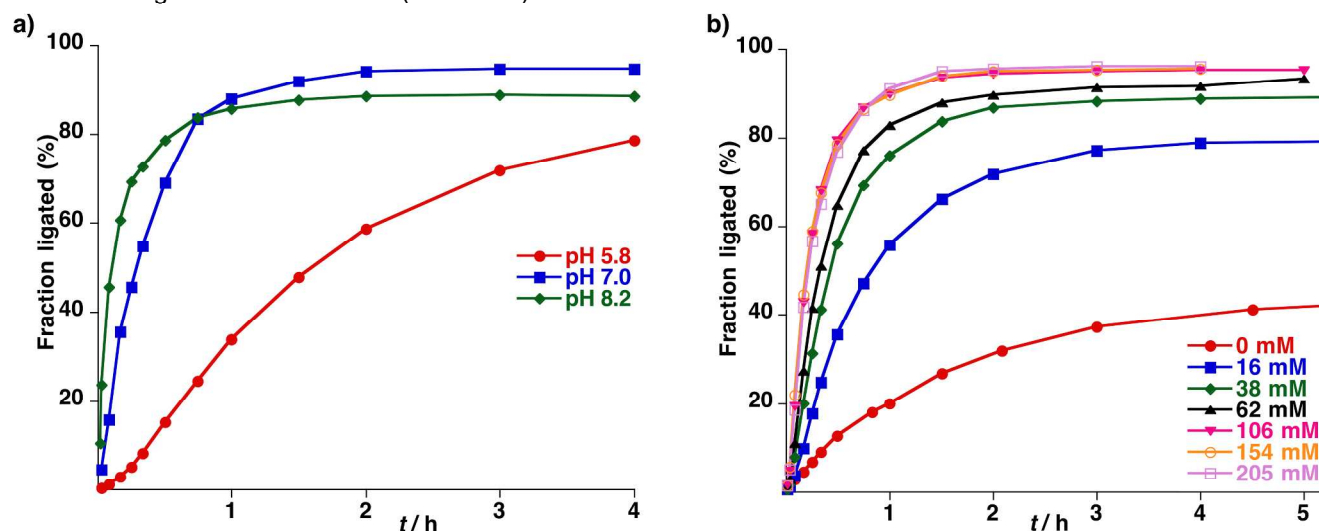 a)
Fraction ligated (%)
100
80
60
40
20
1
2
3
4
t / h
pH 5.8
pH 7.0
pH 8.2
b)
Fraction ligated (%)
100
80
60
40
20
1
2
3
4
5
t / h
0 mM
16 mM
38 mM
62 mM
106 mM
154 mM
205 mM